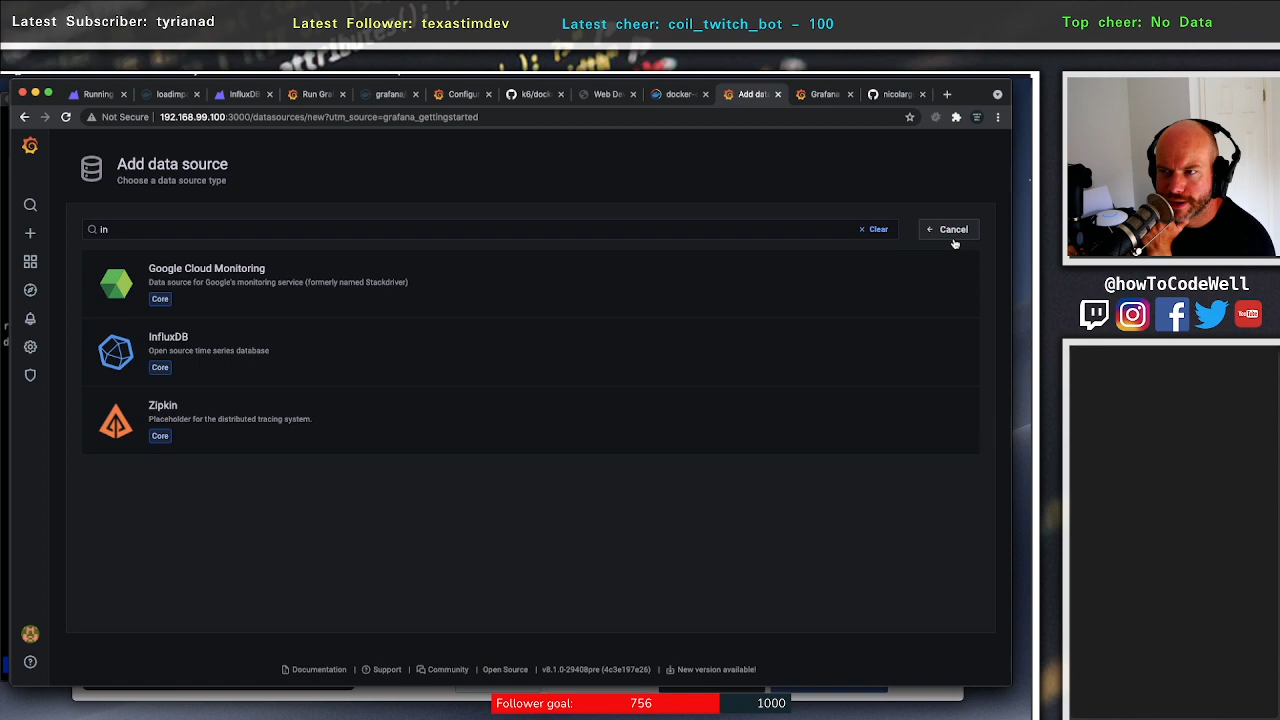 Latest Subscriber: tyrianad
Latest Follower: texastimdev
Latest cheer: coil_twitch_bot - 100
Top cheer: No Data
attributes();
Running
loadimpa
InfluxDB
Run Gra
grafana/
Configu
k6/dock
Web De
docker-c
Add data
Grafana
nicolarg
Not Secure
192.168.99.100:3000/datasources/new?utm_source=grafana_gettingstarted
Add data source
Choose a data source type
in
Clear
Cancel
Google Cloud Monitoring
Data source for Google's monitoring service (formerly named Stackdriver)
Core
InfluxDB
Open source time series database
Core
Zipkin
Placeholder for the distributed tracing system.
Core
Documentation | Support | Community | Open Source | v8.1.0-29408pre (4c3e197e26) | New version available!
@howToCodeWell
You Tube
Follower goal: 756 1000